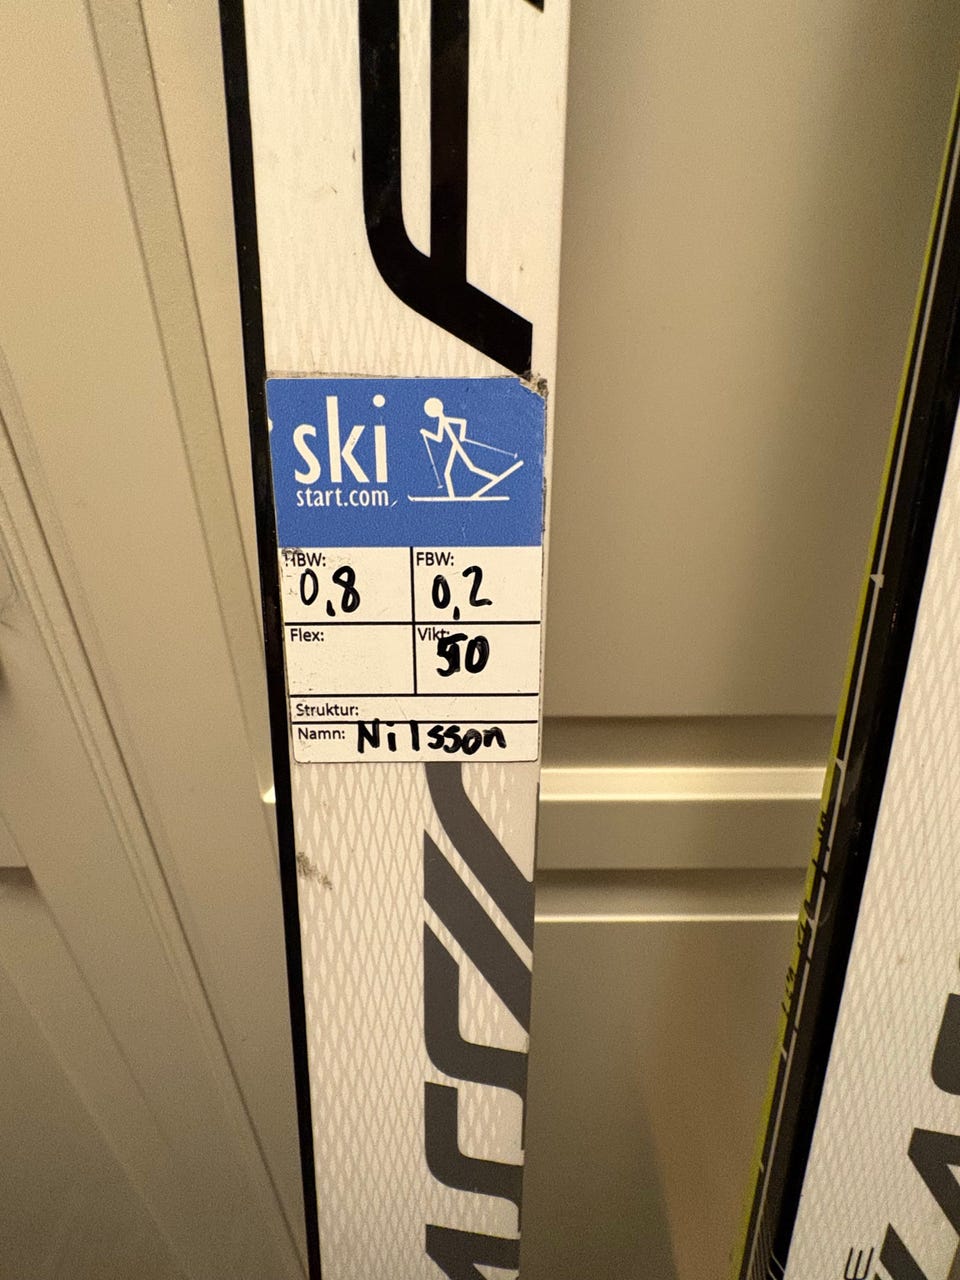 ski
start.com
HBW: FBW:
0,8 0,2
Flex: Vikt:
50
Struktur:
Namn: Nilsson